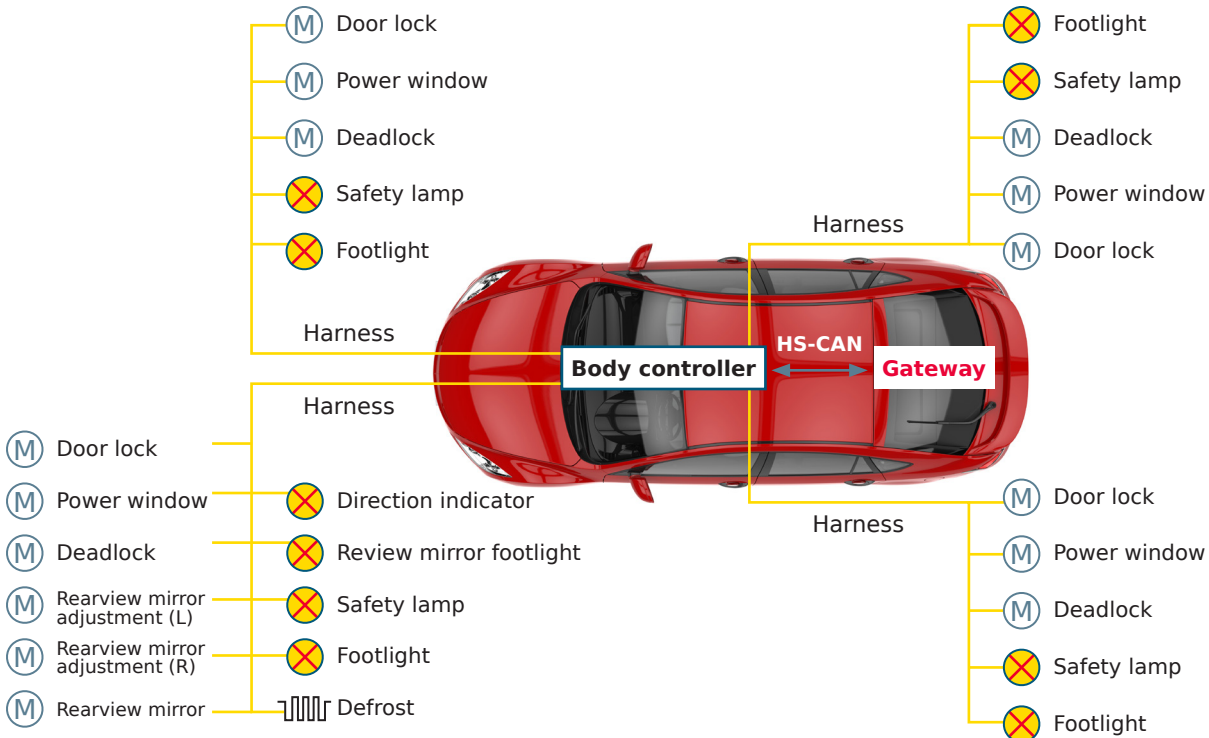 M Door lock
M Power window
M Deadlock
Safety lamp
Footlight
Harness
Footlight
Safety lamp
M Deadlock
M Power window
M Door lock
Harness
Body controller
HS-CAN
Gateway
Harness
M Door lock
M Power window
M Deadlock
M Rearview mirror
adjustment (L)
M Rearview mirror
adjustment (R)
M Rearview mirror
Direction indicator
Review mirror footlight
Safety lamp
Footlight
Defrost
Harness
M Door lock
M Power window
M Deadlock
Safety lamp
Footlight